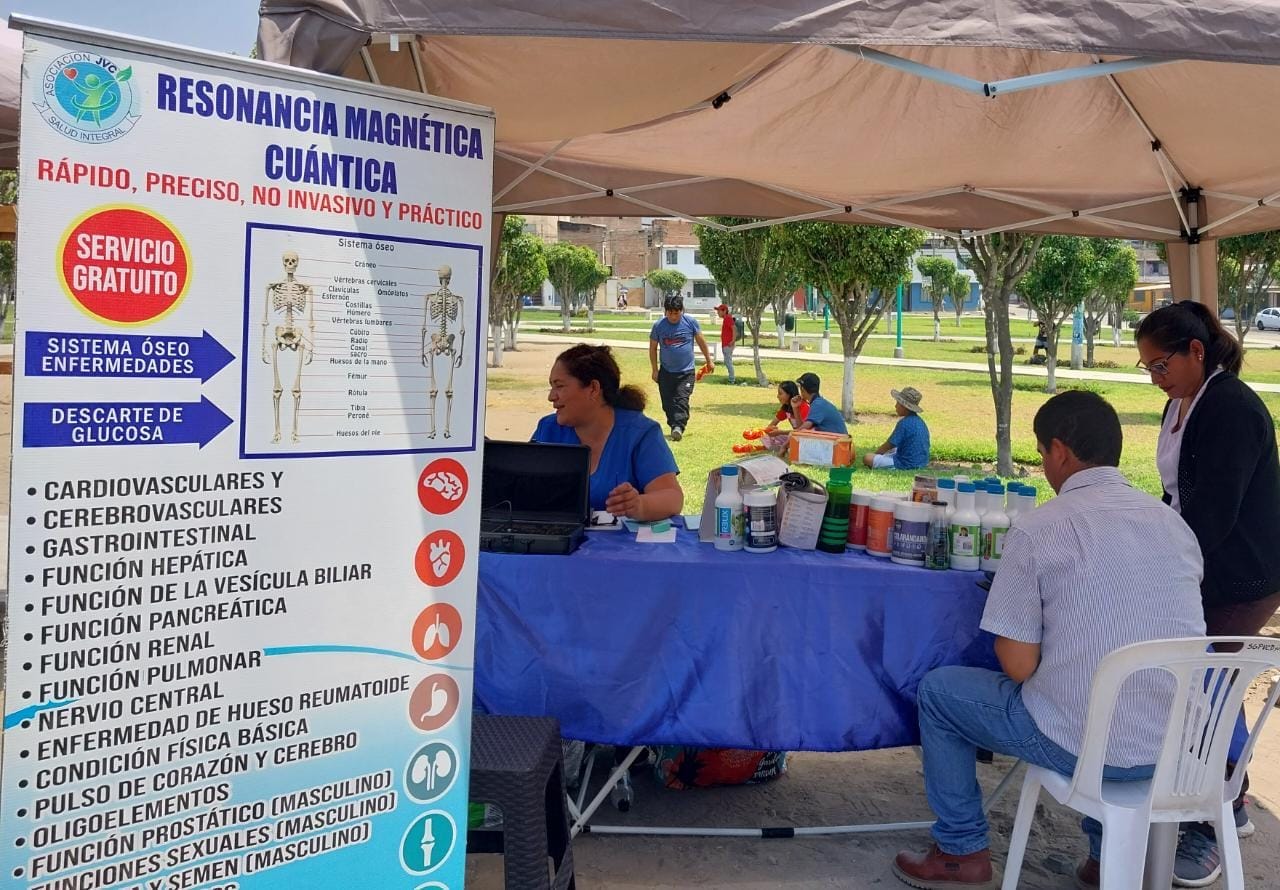 ASOCIACION JVC
SALUD INTEGRAL
RESONANCIA MAGNÉTICA
CUÁNTICA
RÁPIDO, PRECISO, NO INVASIVO Y PRÁCTICO
SERVICIO
GRATUITO
SISTEMA ÓSEO
ENFERMEDADES
DESCARTE DE
GLUCOSA
Sistema óseo
Cráneo
Vértebras cervicales
Clavículas
Omóplatos
Esternón
Costillas
Húmero
Vértebras lumbares
Cúbito
Radio
Coxal
sacro
Huesos de la mano
Fémur
Rótula
Tibia
Peroné
Huesos del pie
• CARDIOVASCULARES Y
• CEREBROVASCULARES
• GASTROINTESTINAL
• FUNCIÓN HEPÁTICA
• FUNCIÓN DE LA VESÍCULA BILIAR
• FUNCIÓN PANCREÁTICA
• FUNCIÓN RENAL
• FUNCIÓN PULMONAR
• NERVIO CENTRAL
• ENFERMEDAD DE HUESO REUMATOIDE
• CONDICIÓN FÍSICA BÁSICA
• PULSO DE CORAZÓN Y CEREBRO
• OLIGOELEMENTOS
• FUNCIÓN PROSTÁTICO (MASCULINO)
FUNCIONES SEXUALES (MASCULINO)
Y SEMEN (MASCULINO)